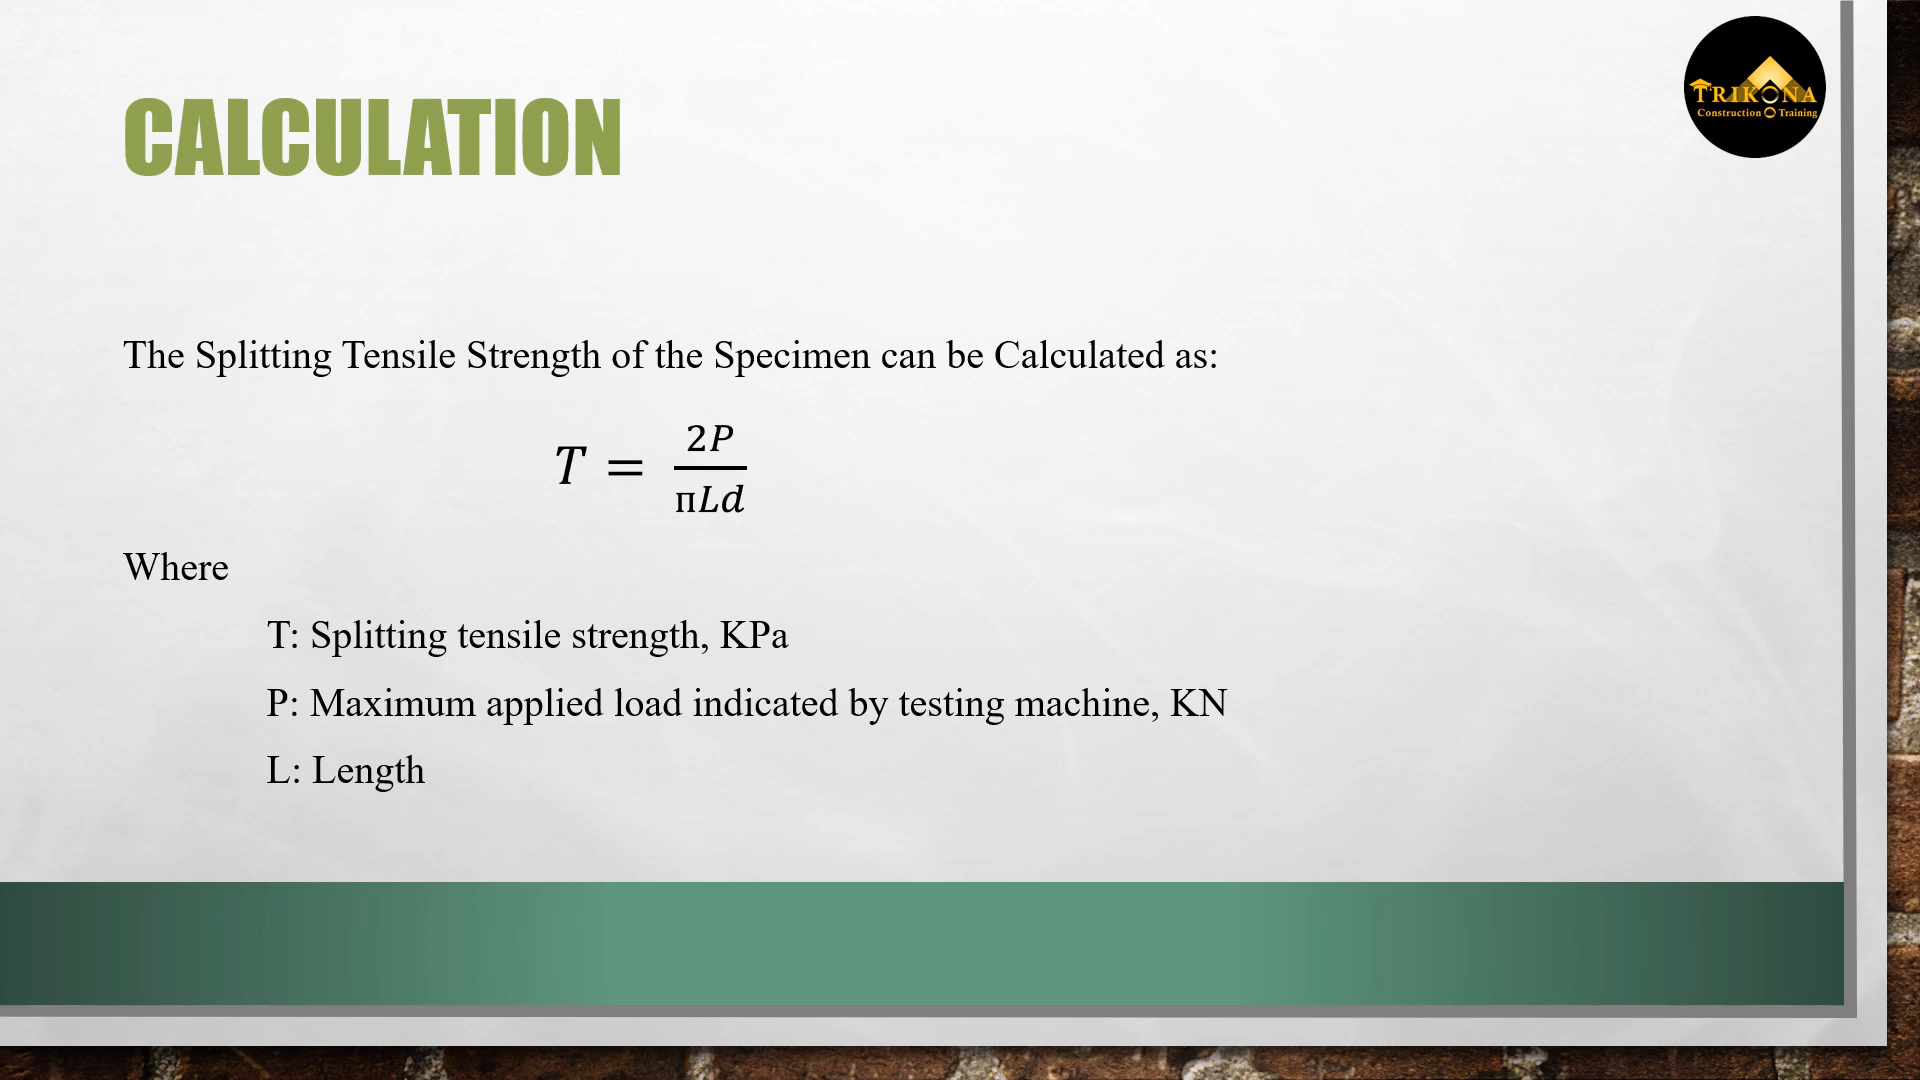 CALCULATION
TRIKONA
Construction Training
The Splitting Tensile Strength of the Specimen can be Calculated as:
T = 2P / пLd
Where
T: Splitting tensile strength, KPa
P: Maximum applied load indicated by testing machine, KN
L: Length